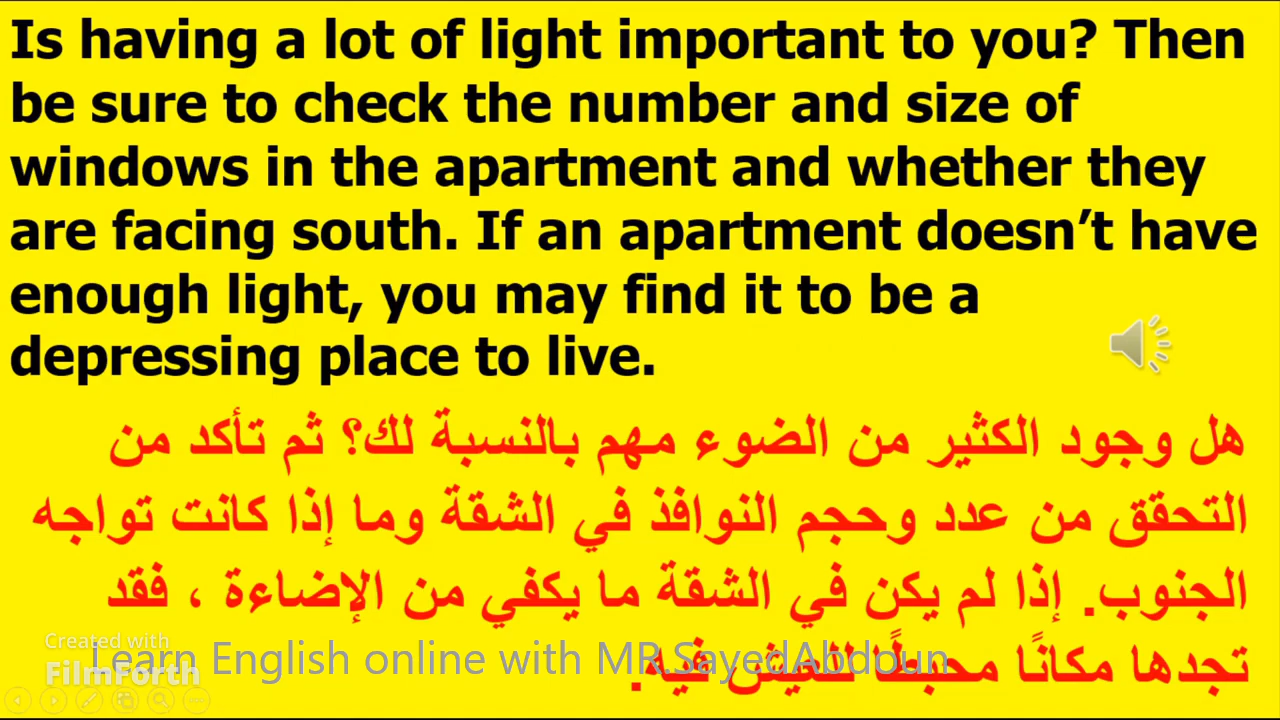 Is having a lot of light important to you? Then
be sure to check the number and size of
windows in the apartment and whether they
are facing south. If an apartment doesn’t have
enough light, you may find it to be a
depressing place to live.
هل وجود الكثير من الضوء مهم بالنسبة لك؟ ثم تأكد من
التحقق من عدد وحجم النوافذ في الشقة وما إذا كانت تواجه
الجنوب. إذا لم يكن في الشقة ما يكفي من الإضاءة ، فقد
تجدها مكانًا محبطًا للعيش فيه.
Created with
FilmForth
Learn English online with MR.SayedAbdoun